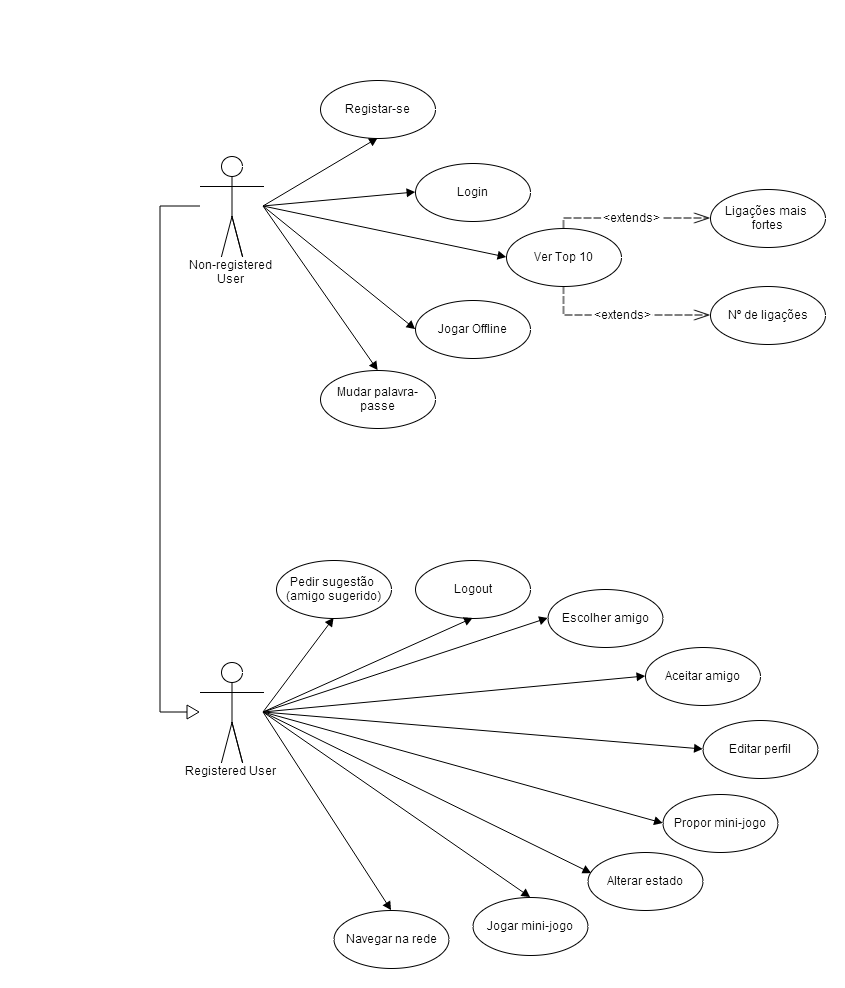 Registar-se
Login
Ligações mais
fortes
<extends>
Ver Top 10
Non-registered
User
<extends>
Nº de ligações
Jogar Offline
Mudar palavra-
passe
Pedir sugestão
(amigo sugerido)
Logout
Escolher amigo
Aceitar amigo
Editar perfil
Registered User
Propor mini-jogo
Alterar estado
Jogar mini-jogo
Navegar na rede